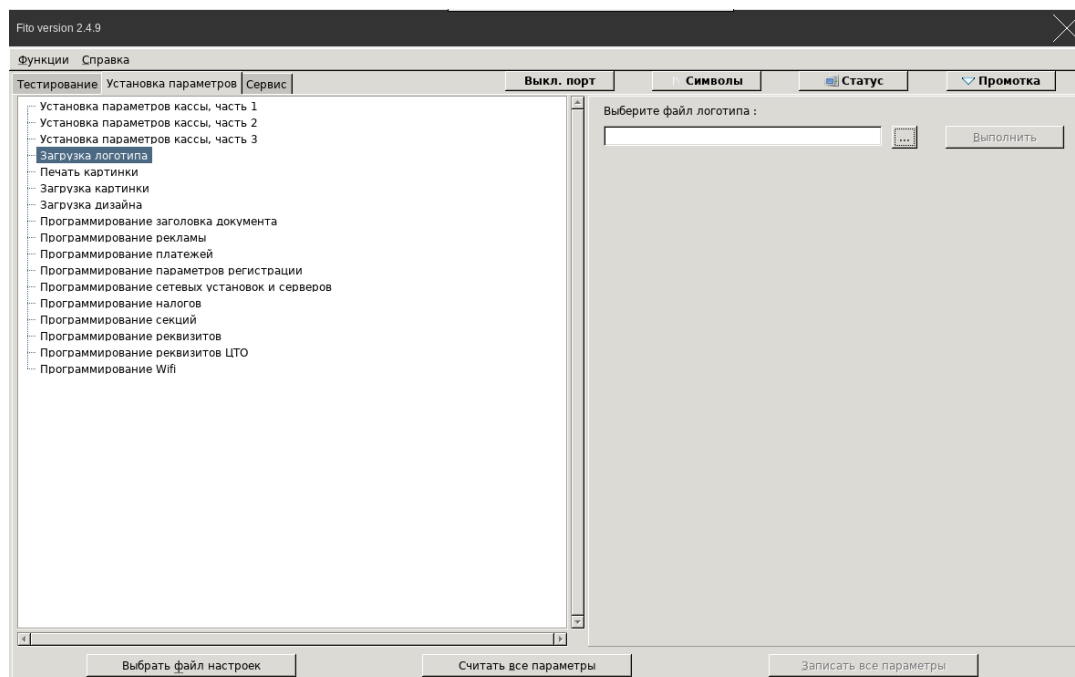 Fito version 2.4.9
Функции Справка
Тестирование Установка параметров Сервис Выкл. порт Символы Статус Промотка
Установка параметров кассы, часть 1
Установка параметров кассы, часть 2
Установка параметров кассы, часть 3
Загрузка логотипа
Печать картинки
Загрузка картинки
Загрузка дизайна
Программирование заголовка документа
Программирование рекламы
Программирование платежей
Программирование параметров регистрации
Программирование сетевых установок и серверов
Программирование налогов
Программирование секций
Программирование реквизитов
Программирование реквизитов ЦТО
Программирование Wifi
Выберите файл логотипа :
... Выполнить
Выбрать файл настроек Считать все параметры Записать все параметры